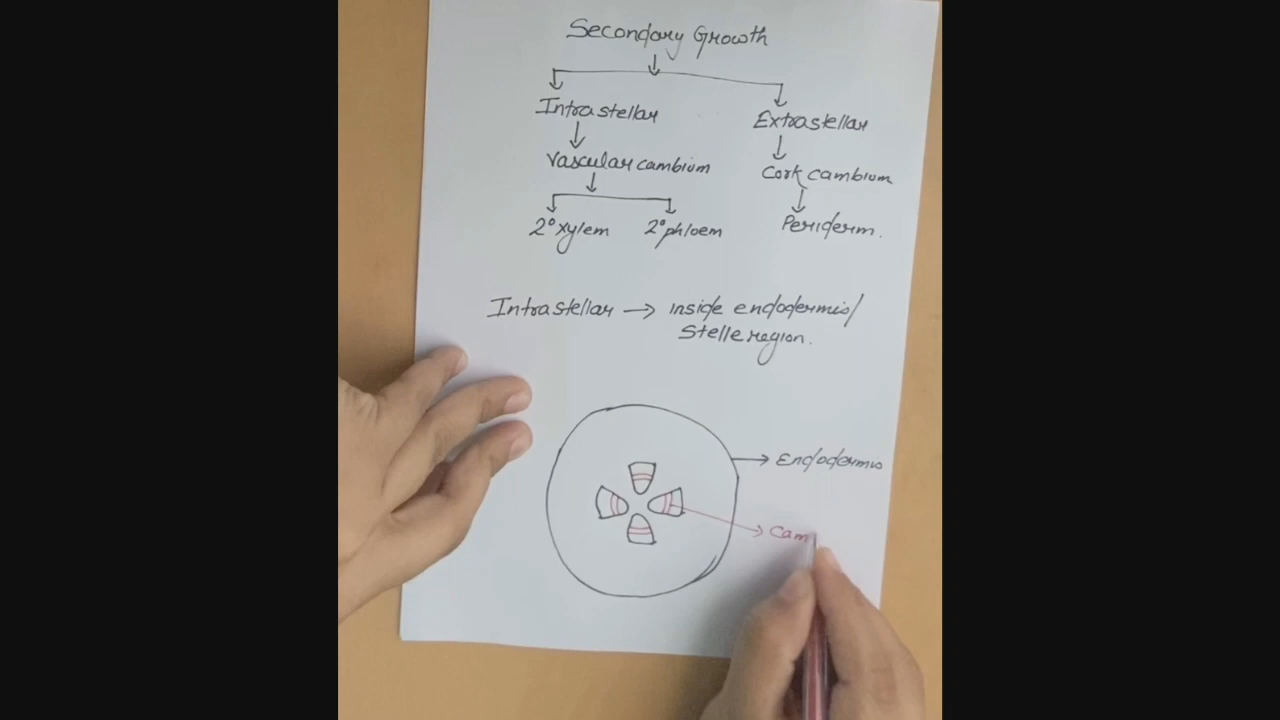 Secondary Growth
Intrastellar
Extrastellar
Vascular cambium
Cork cambium
2° xylem
2° phloem
Periderm.
Intrastellar → inside endodermis/
Stelle region.
→ Endodermis
→ Cam